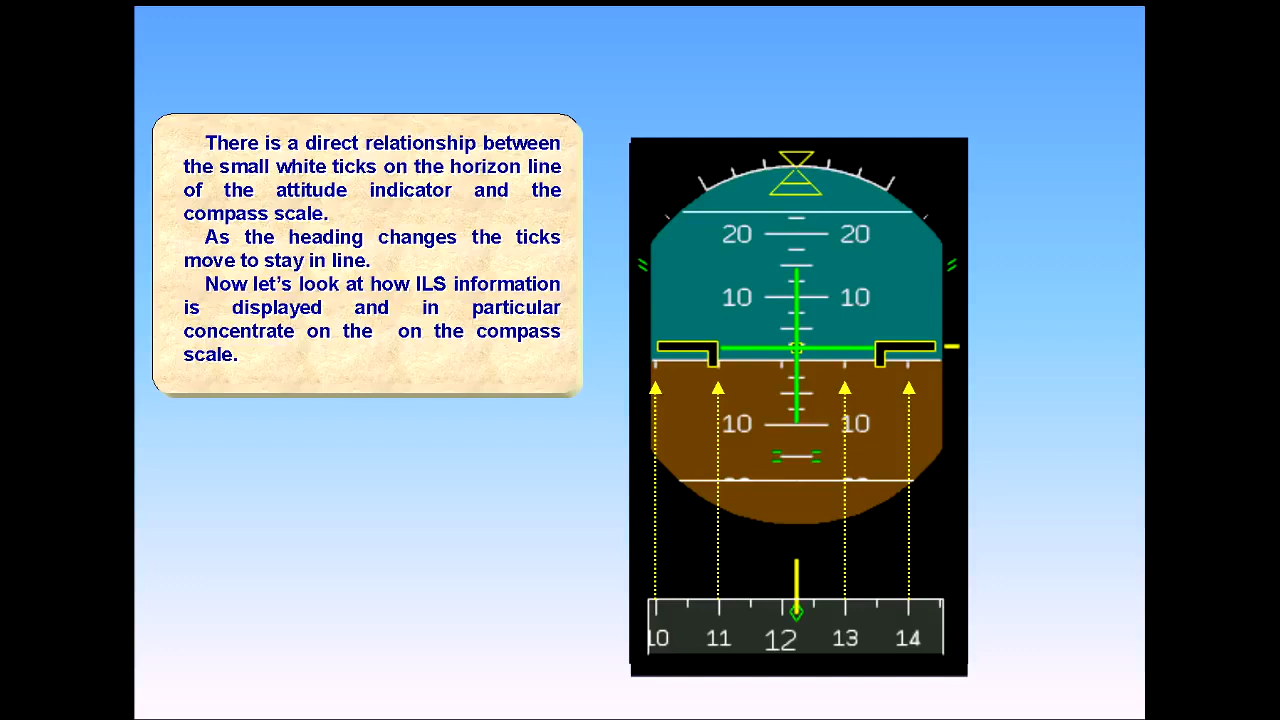 There is a direct relationship between
the small white ticks on the horizon line
of the attitude indicator and the
compass scale.
As the heading changes the ticks
move to stay in line.
Now let's look at how ILS information
is displayed and in particular
concentrate on the on the compass
scale.
20 20
10 10
10 10
10 11 12 13 14